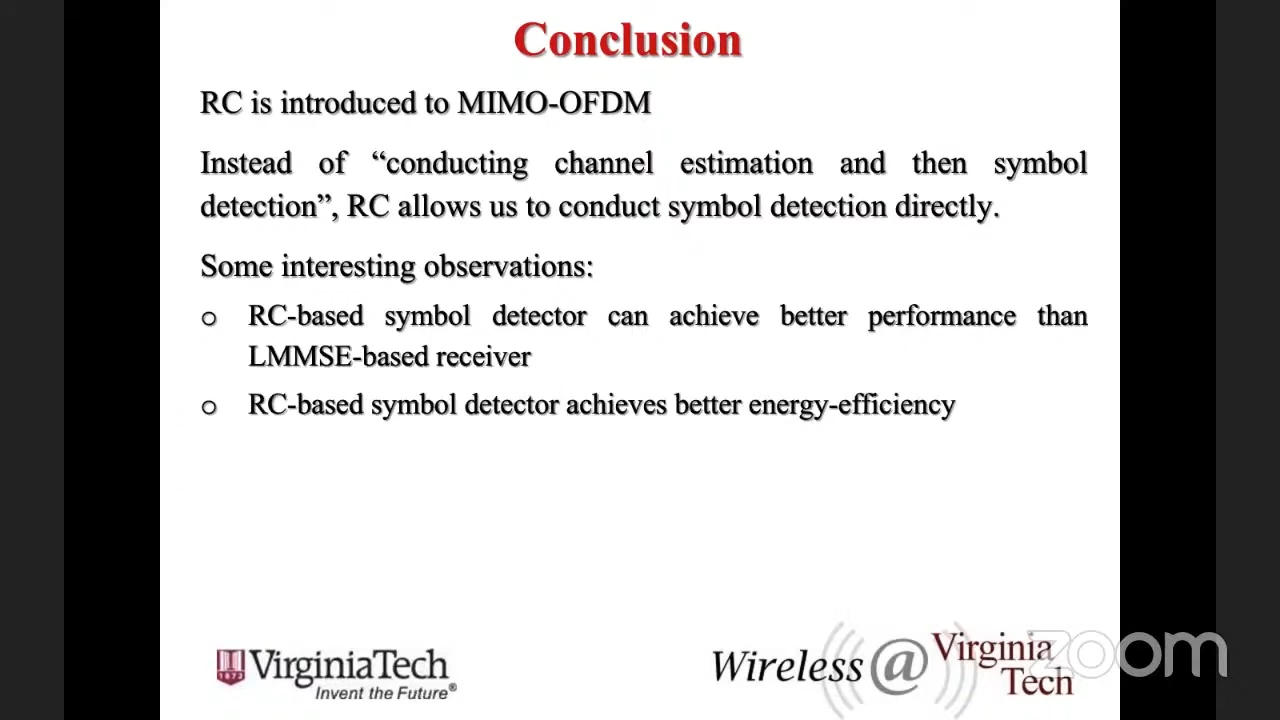 Conclusion
RC is introduced to MIMO-OFDM
Instead of “conducting channel estimation and then symbol
detection”, RC allows us to conduct symbol detection directly.
Some interesting observations:
o RC-based symbol detector can achieve better performance than
LMMSE-based receiver
o RC-based symbol detector achieves better energy-efficiency
1872
VirginiaTech
Invent the Future®
Wireless @ Virginia
Tech
zoom